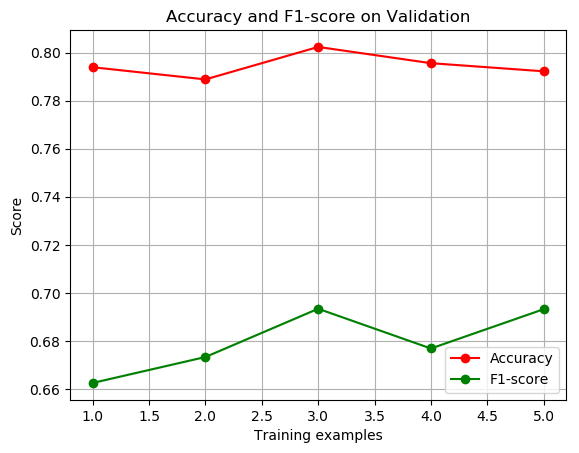 Accuracy and F1-score on Validation
0.80
0.78
0.76
0.74
0.72
0.70
0.68
0.66
Score
1.0 1.5 2.0 2.5 3.0 3.5 4.0 4.5 5.0
Training examples
Accuracy
F1-score